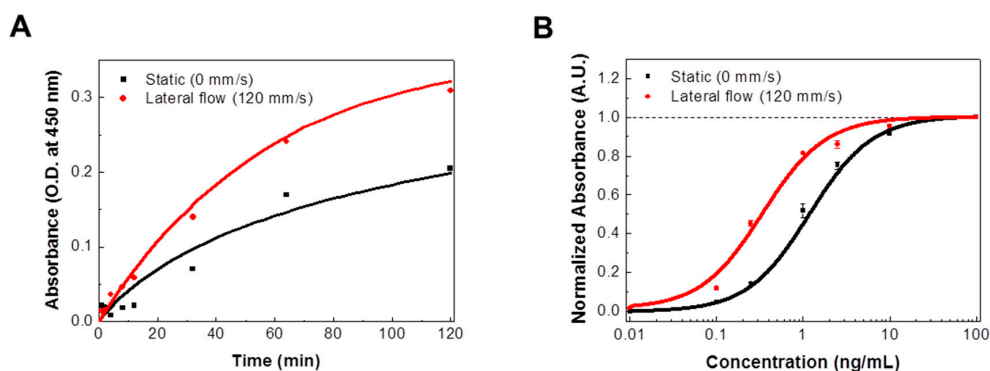 A
Absorbance (O.D. at 450 nm)
0.3
0.2
0.1
0.0
Static (0 mm/s)
Lateral flow (120 mm/s)
0 20 40 60 80 100 120
Time (min)
B
Normalized Absorbance (A.U.)
1.2
1.0
0.8
0.6
0.4
0.2
0.0
Static (0 mm/s)
Lateral flow (120 mm/s)
0.01 0.1 1 10 100
Concentration (ng/mL)